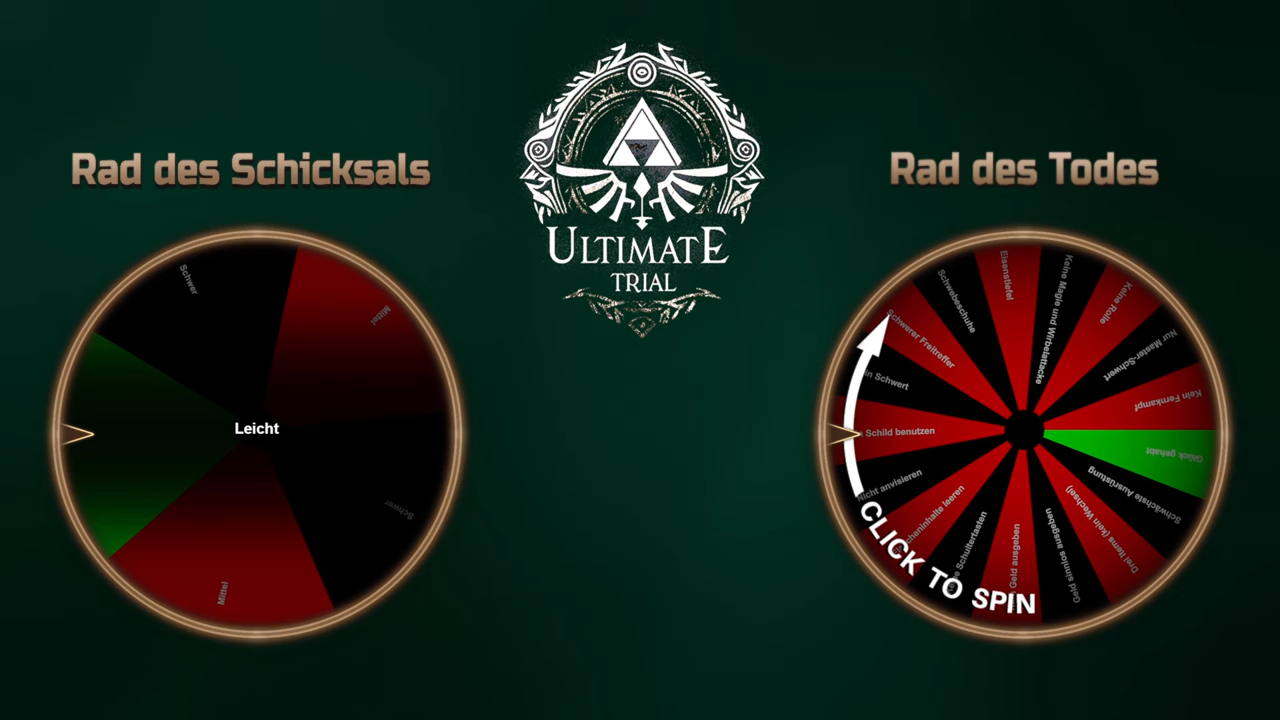 Rad des Schicksals
ULTIMATE
TRIAL
Rad des Todes
Schwer
Mittel
Leicht
Schwer
Mittel
Eisenstiefel
Keine Magie und Wirbelattacke
Keine Rolle
Nur Master-Schwert
Kein Fernkampf
Glück gehabt
Schwächste Ausrüstung
Drei Items (kein Wechsel)
Geld sinnlos ausgeben
Geld ausgeben
Schultertasten
leeren
Nicht anvisieren
Schild benutzen
Schwert
Schwerer Freitreffer
Schwebeschuhe
CLICK TO SPIN